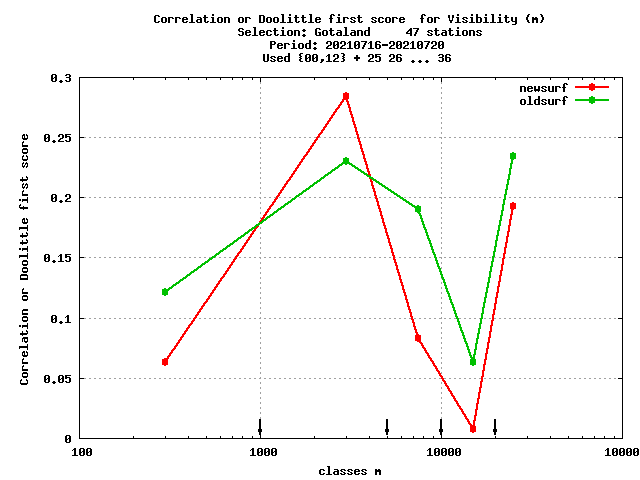 Correlation or Doolittle first score  for Visibility (m)
Selection: Gotaland     47 stations
Period: 20210716-20210720
Used {00,12} + 25 26 ... 36
newsurf
oldsurf
0.3
0.25
0.2
0.15
0.1
0.05
0
Correlation or Doolittle first score
100 1000 10000 10000
classes m